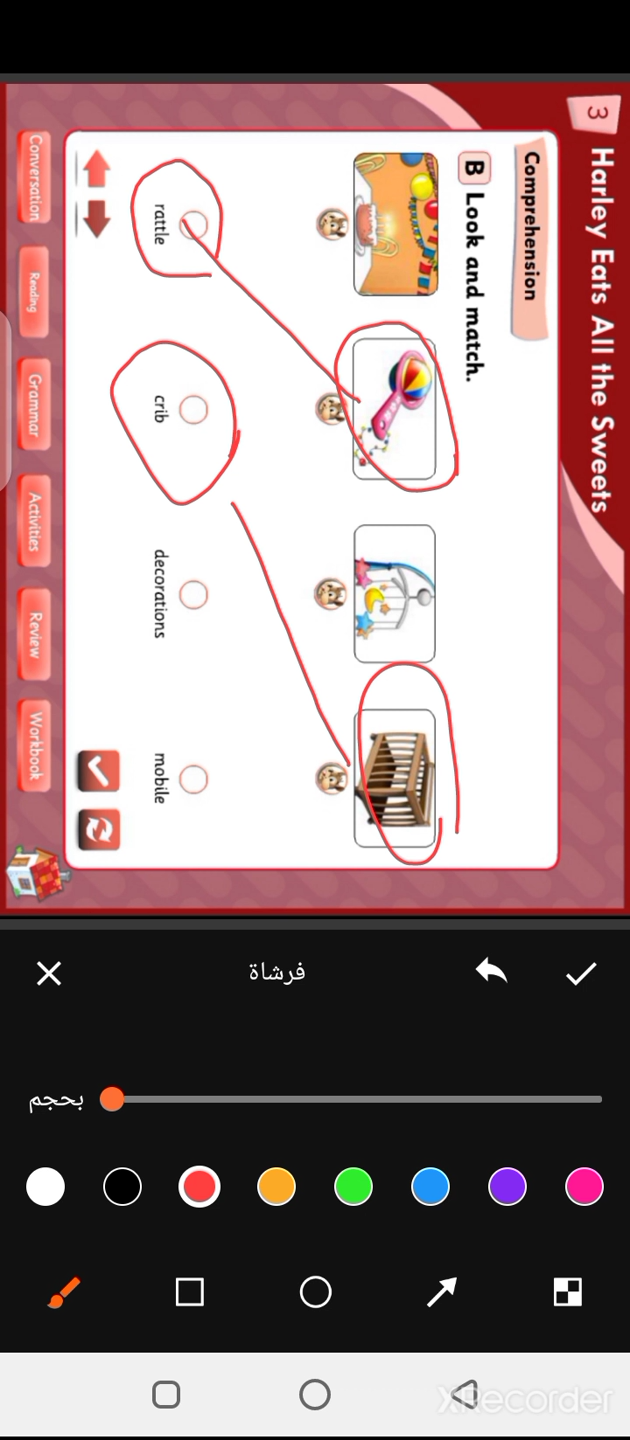 3
Harley Eats All the Sweets
Comprehension
B Look and match.
rattle
crib
decorations
mobile
Conversation
Reading
Grammar
Activities
Review
Workbook
فرشاة
بحجم
XRecorder